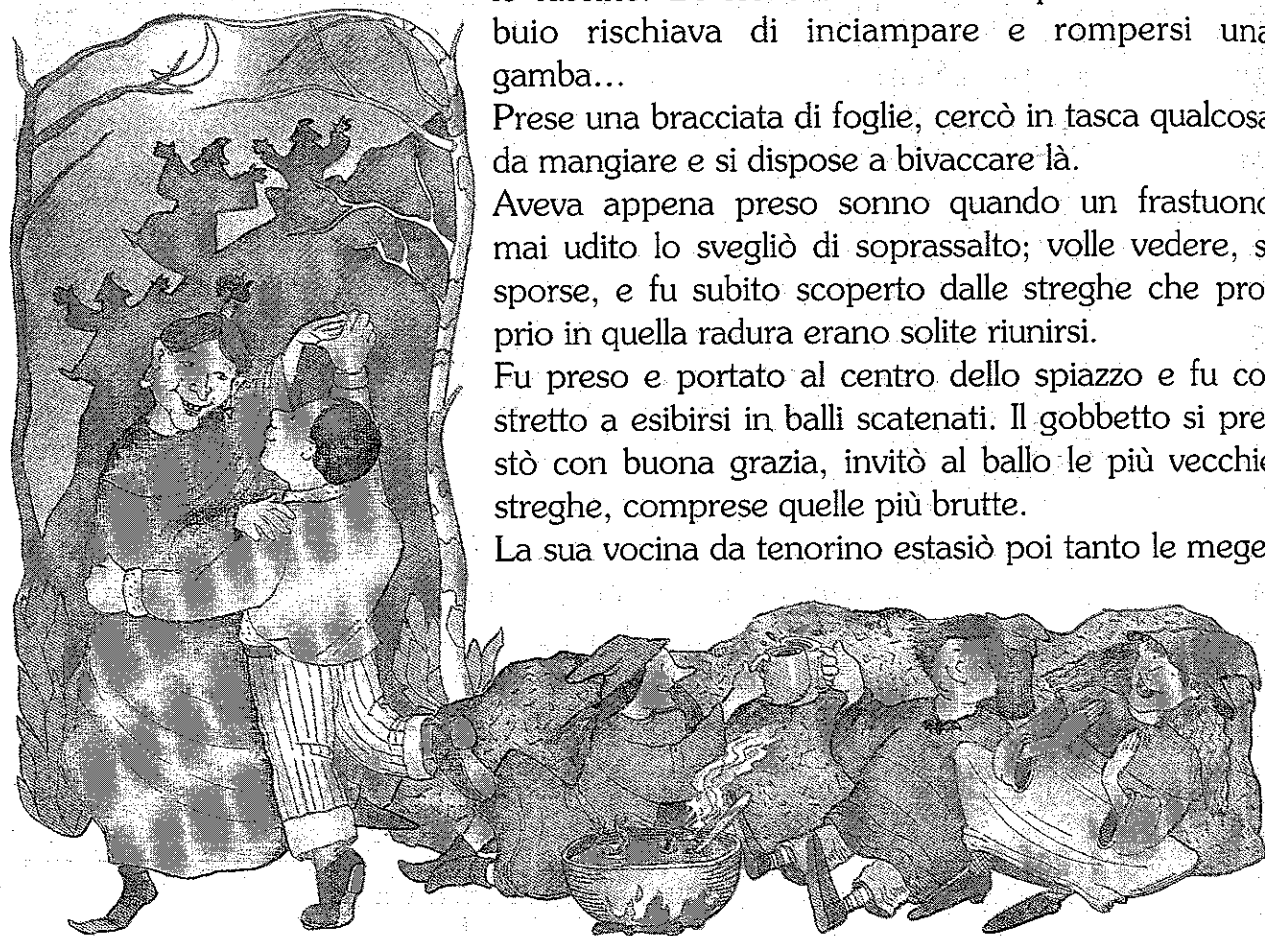 buio rischiava di inciampare e rompersi una
gamba...
Prese una bracciata di foglie, cercò in tasca qualcosa
da mangiare e si dispose a bivaccare là.
Aveva appena preso sonno quando un frastuono
mai udito lo svegliò di soprassalto; volle vedere, s
sporse, e fu subito scoperto dalle streghe che pro-
prio in quella radura erano solite riunirsi.
Fu preso e portato al centro dello spiazzo e fu co-
stretto a esibirsi in balli scatenati. Il gobbetto si pre-
stò con buona grazia, invitò al ballo le più vecchie
streghe, comprese quelle più brutte.
La sua vocina da tenorino estasiò poi tanto le mege